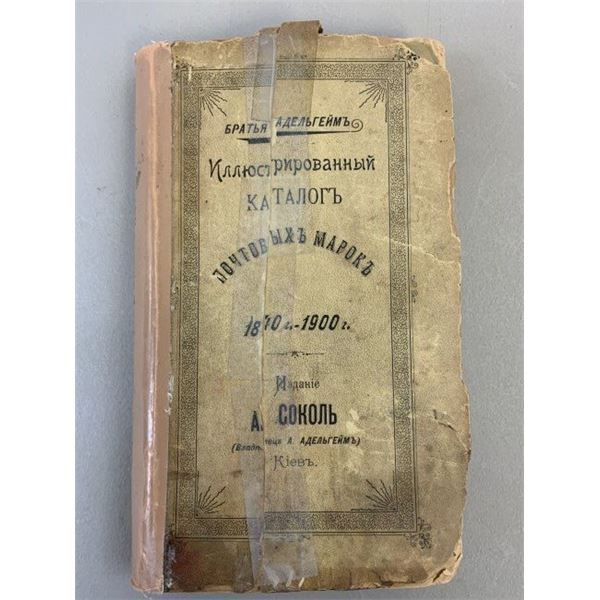 БРАТЬЯ АДЕЛЬГЕЙМЪ
Иллюстрированный
КАТАЛОГЪ
ПОЧТОВЫХЪ МАРОКЪ
1840 г.-1900 г.
Изданіе
А. СОКОЛЬ
(Владѣлецъ А. АДЕЛЬГЕЙМЪ)
Кіевъ.